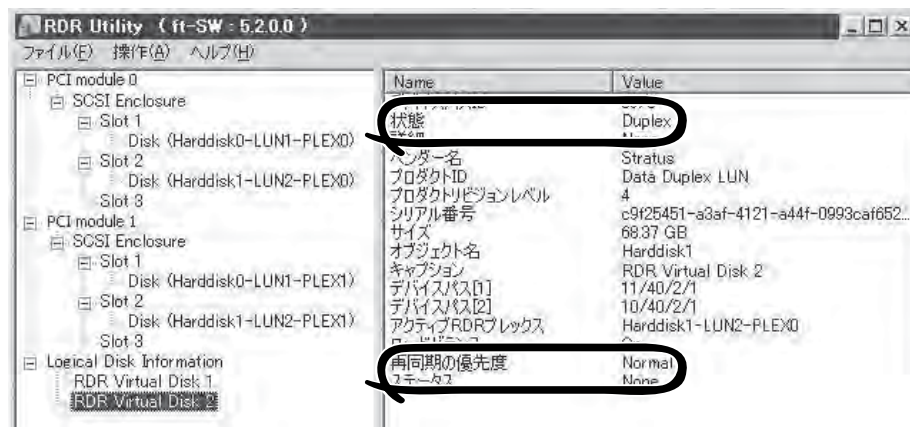 RDR Utility ( ft-SW : 5.2.0.0 )
ファイル(F) 操作(A) ヘルプ(H)
PCI module 0
SCSI Enclosure
Slot 1
Disk (Harddisk0-LUN1-PLEX0)
Slot 2
Disk (Harddisk1-LUN2-PLEX0)
Slot 3
PCI module 1
SCSI Enclosure
Slot 1
Disk (Harddisk0-LUN1-PLEX1)
Slot 2
Disk (Harddisk1-LUN2-PLEX1)
Slot 3
Logical Disk Information
RDR Virtual Disk 1
RDR Virtual Disk 2
Name Value
状態 Duplex
ベンダー名 Stratus
プロダクトID Data Duplex LUN
プロダクトリビジョンレベル 4
シリアル番号 c9f25451-a3af-4121-a44f-0993caf652...
サイズ 68.37 GB
オブジェクト名 Harddisk1
キャプション RDR Virtual Disk 2
デバイスパス[1] 11/40/2/1
デバイスパス[2] 10/40/2/1
アクティブRDRプレックス Harddisk1-LUN2-PLEX0
再同期の優先度 Normal
ステータス None